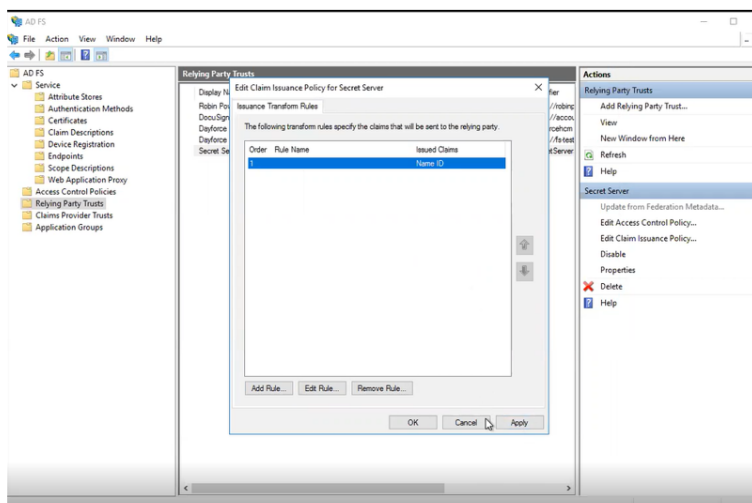 AD FS
File Action View Window Help
AD FS
Service
Attribute Stores
Authentication Methods
Certificates
Claim Descriptions
Device Registration
Endpoints
Scope Descriptions
Web Application Proxy
Access Control Policies
Relying Party Trusts
Claims Provider Trusts
Application Groups
Relying Party Trusts
Display N
Robin Po
DocuSign
Dayforce
Dayforce
Secret Se
Edit Claim Issuance Policy for Secret Server
Issuance Transform Rules
The following transform rules specify the claims that will be sent to the relying party.
Order Rule Name Issued Claims
1 Name ID
Add Rule... Edit Rule... Remove Rule...
OK Cancel Apply
Actions
Relying Party Trusts
Add Relying Party Trust...
View
New Window from Here
Refresh
Help
Secret Server
Update from Federation Metadata...
Edit Access Control Policy...
Edit Claim Issuance Policy...
Disable
Properties
Delete
Help